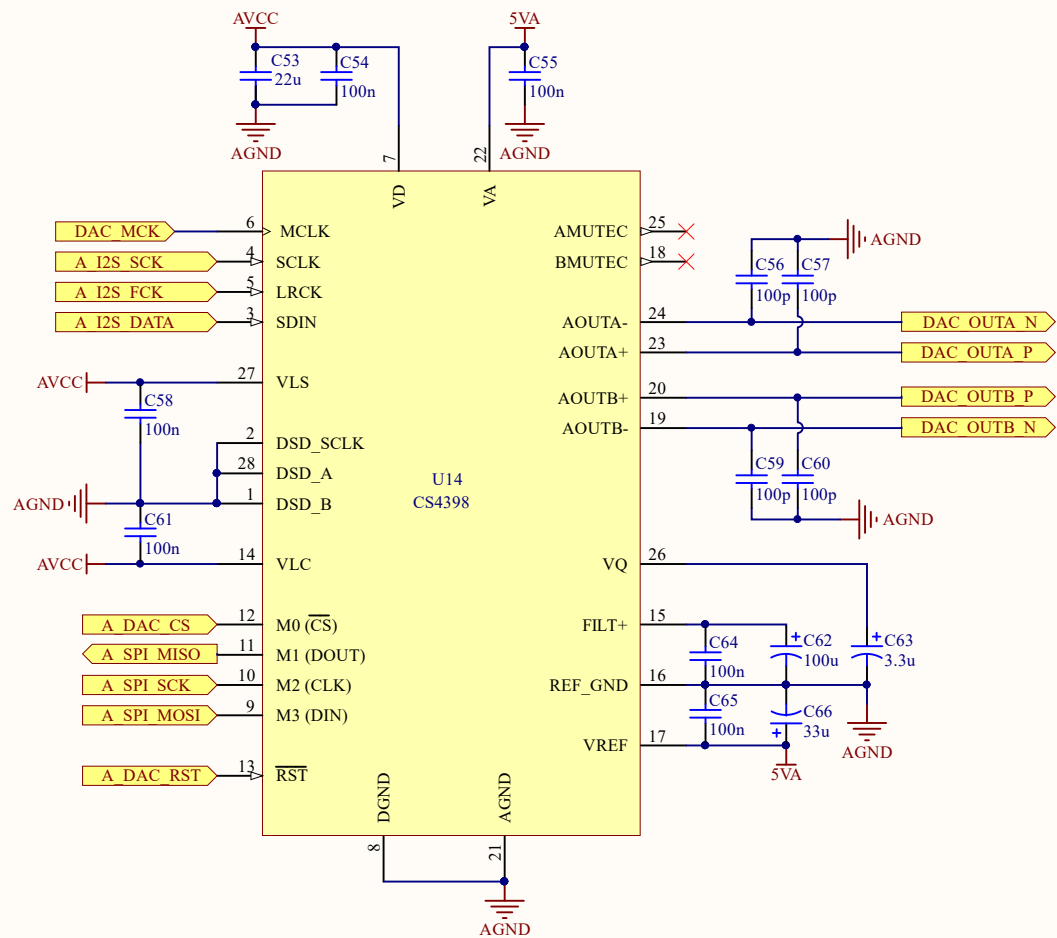 AVCC
5VA
C53
22u
C54
100n
C55
100n
AGND
AGND
7
22
VD
VA
DAC_MCK
6
MCLK
A_I2S_SCK
4
SCLK
A_I2S_FCK
5
LRCK
A_I2S_DATA
3
SDIN
AMUTEC
25
BMUTEC
18
AGND
C56
100p
C57
100p
AOUTA-
24
DAC_OUTA_N
AOUTA+
23
DAC_OUTA_P
AOUTB+
20
DAC_OUTB_P
AOUTB-
19
DAC_OUTB_N
AVCC
27
VLS
C58
100n
2
DSD_SCLK
28
DSD_A
AGND
1
DSD_B
C61
100n
AVCC
14
VLC
U14
CS4398
C59
100p
C60
100p
AGND
VQ
26
A_DAC_CS
12
M0 (CS)
A_SPI_MISO
11
M1 (DOUT)
A_SPI_SCK
10
M2 (CLK)
A_SPI_MOSI
9
M3 (DIN)
A_DAC_RST
13
RST
FILT+
15
C64
100n
+
C62
100u
+
C63
3.3u
REF_GND
16
C65
100n
C66
33u
+
AGND
VREF
17
5VA
DGND
AGND
8
21
AGND